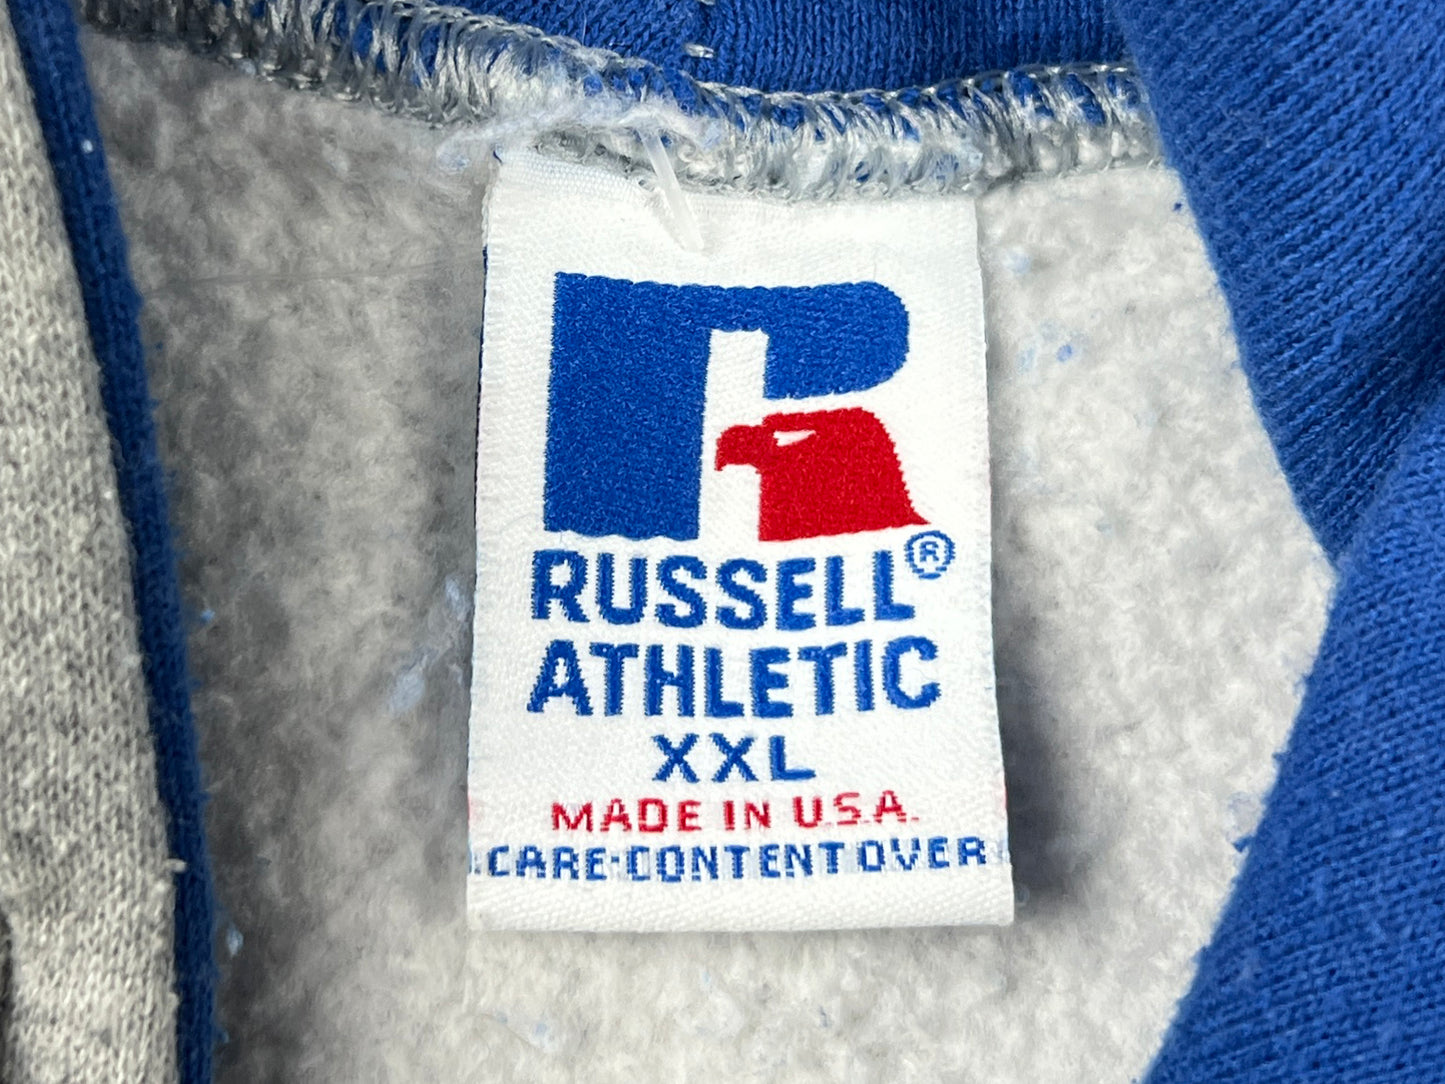 R
RUSSELL®
ATHLETIC
XXL
MADE IN U.S.A.
CARE·CONTENT OVER